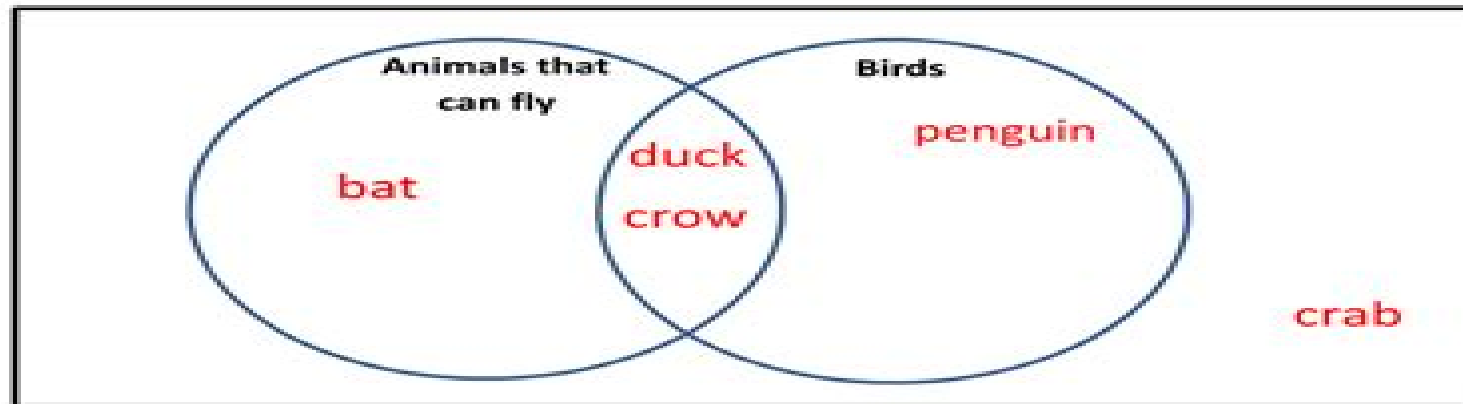 Animals that
can fly
Birds
bat
duck
crow
penguin
crab